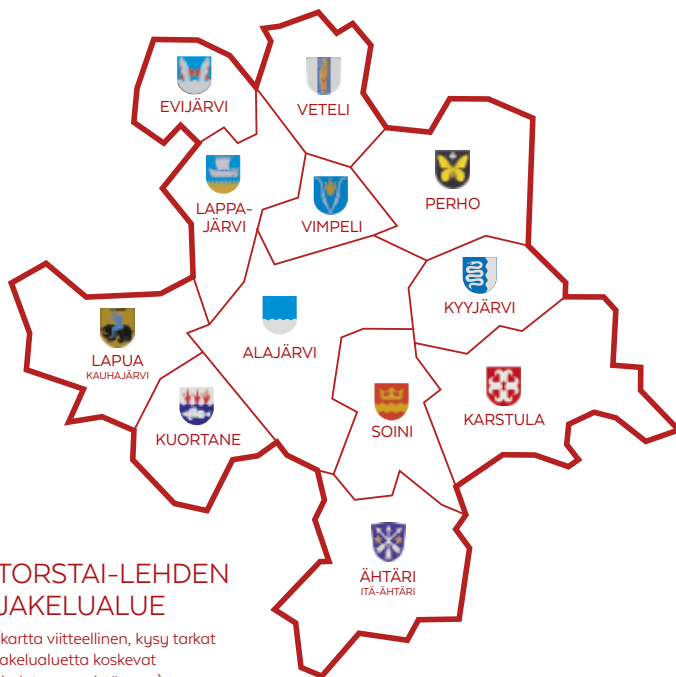 EVIJÄRVI
VETELI
LAPPA-
JÄRVI
VIMPELI
PERHO
KYYJÄRVI
ALAJÄRVI
LAPUA
KAUHAJÄRVI
KUORTANE
SOINI
KARSTULA
ÄHTÄRI
ITÄ-ÄHTÄRI
TORSTAI-LEHDEN
JAKELUALUE
kartta viitteellinen, kysy tarkat
jakelualuetta koskevat